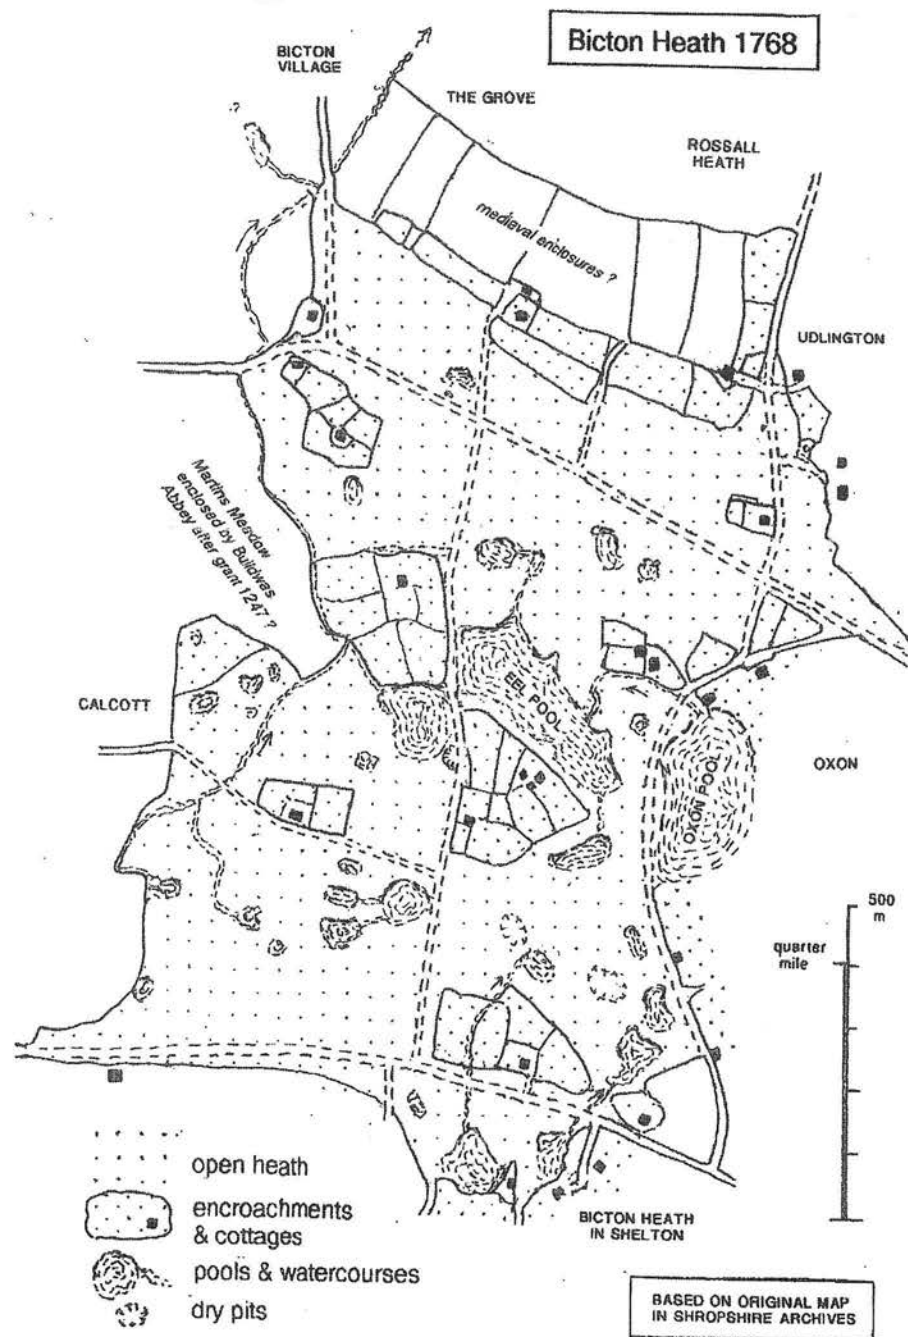 Bicton Heath 1768
BICTON
VILLAGE
THE GROVE
ROSSALL
HEATH
?
medieval enclosures ?
UDLINGTON
Martins Meadow
enclosed by Buildwas
Abbey after grant 1247 ?
EEL POOL
CALCOTT
OXON POOL
OXON
500
m
quarter
mile
open heath
encroachments
& cottages
pools & watercourses
dry pits
BICTON HEATH
IN SHELTON
BASED ON ORIGINAL MAP
IN SHROPSHIRE ARCHIVES